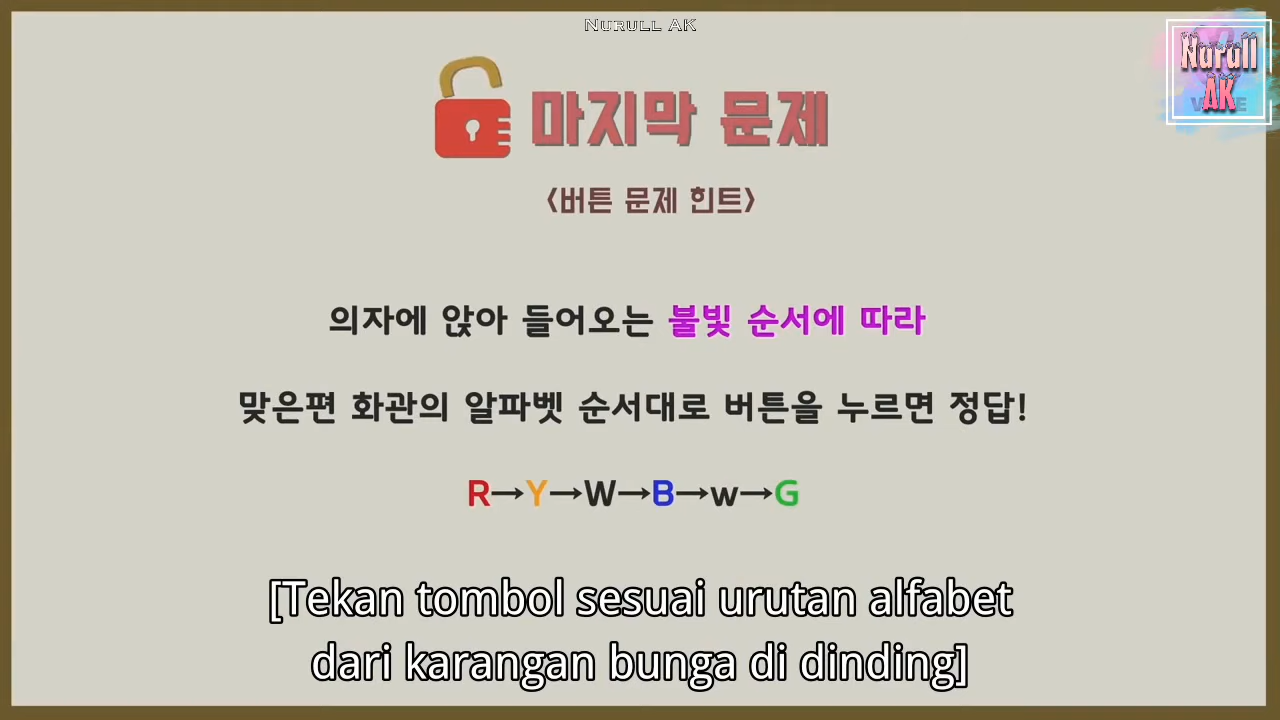 NURULL AK
Nurull
AK
마지막 문제
<버튼 문제 힌트>
의자에 앉아 들어오는 불빛 순서에 따라
맞은편 화관의 알파벳 순서대로 버튼을 누르면 정답!
R→Y→W→B→w→G
[Tekan tombol sesuai urutan alfabet
dari karangan bunga di dinding]